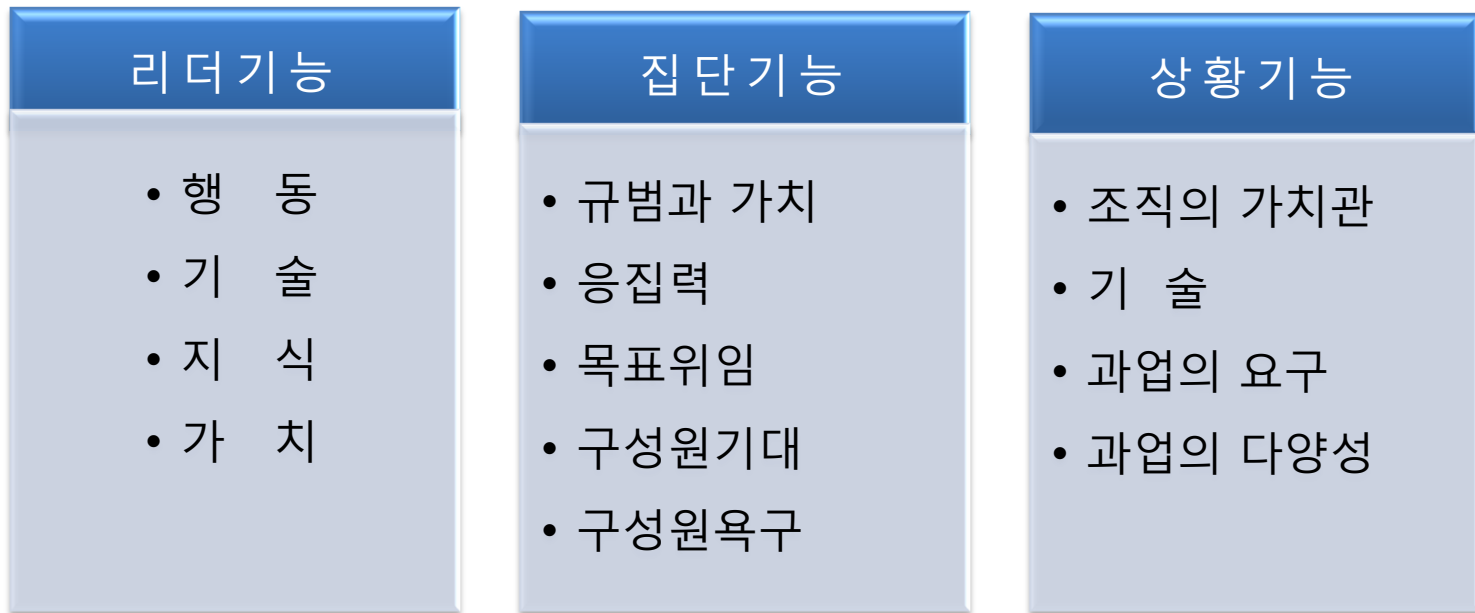 리더기능
• 행 동
• 기 술
• 지 식
• 가 치
집단기능
• 규범과 가치
• 응집력
• 목표위임
• 구성원기대
• 구성원욕구
상황기능
• 조직의 가치관
• 기 술
• 과업의 요구
• 과업의 다양성